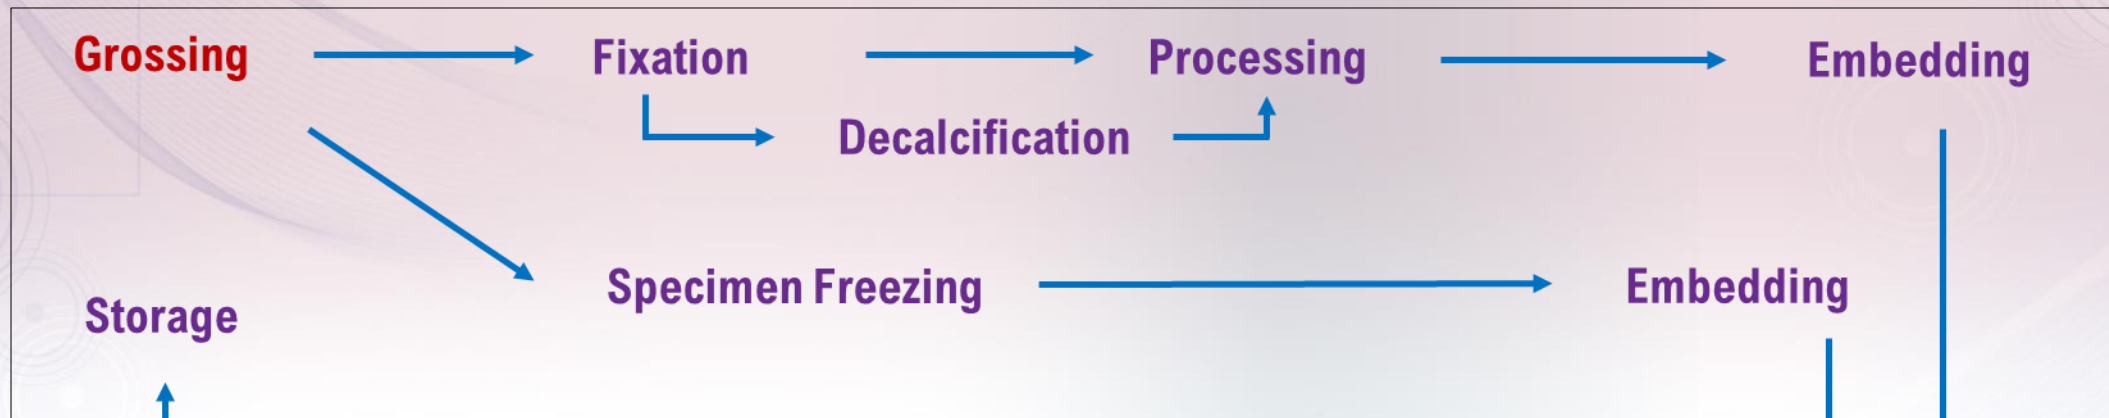 Grossing
Fixation
Processing
Embedding
Decalcification
Specimen Freezing
Embedding
Storage